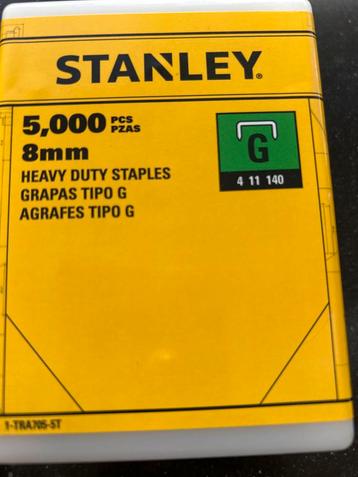 STANLEY®
5,000 PCS PZAS
8mm
HEAVY DUTY STAPLES
GRAPAS TIPO G
AGRAFES TIPO G
G
4 11 140
1-TRA705-5T